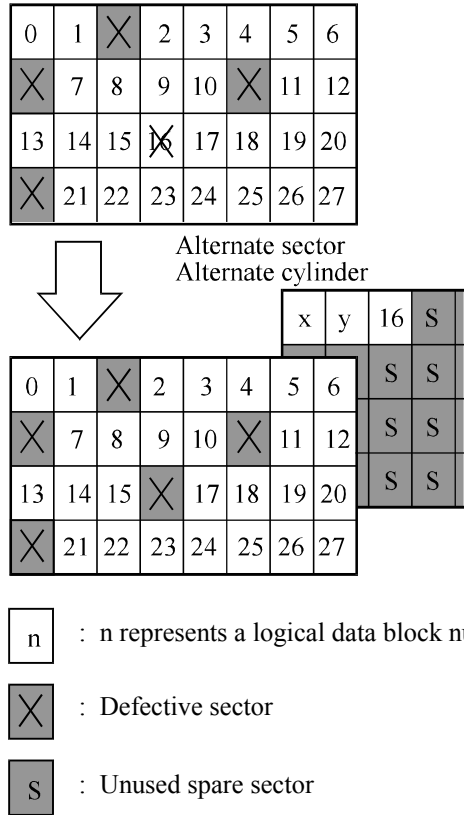 0 1 X 2 3 4 5 6
X 7 8 9 10 X 11 12
13 14 15 16 17 18 19 20
X 21 22 23 24 25 26 27
Alternate sector
Alternate cylinder
x y 16 S
S S
S S
S S
0 1 X 2 3 4 5 6
X 7 8 9 10 X 11 12
13 14 15 X 17 18 19 20
X 21 22 23 24 25 26 27
n : n represents a logical data block
X : Defective sector
S : Unused spare sector